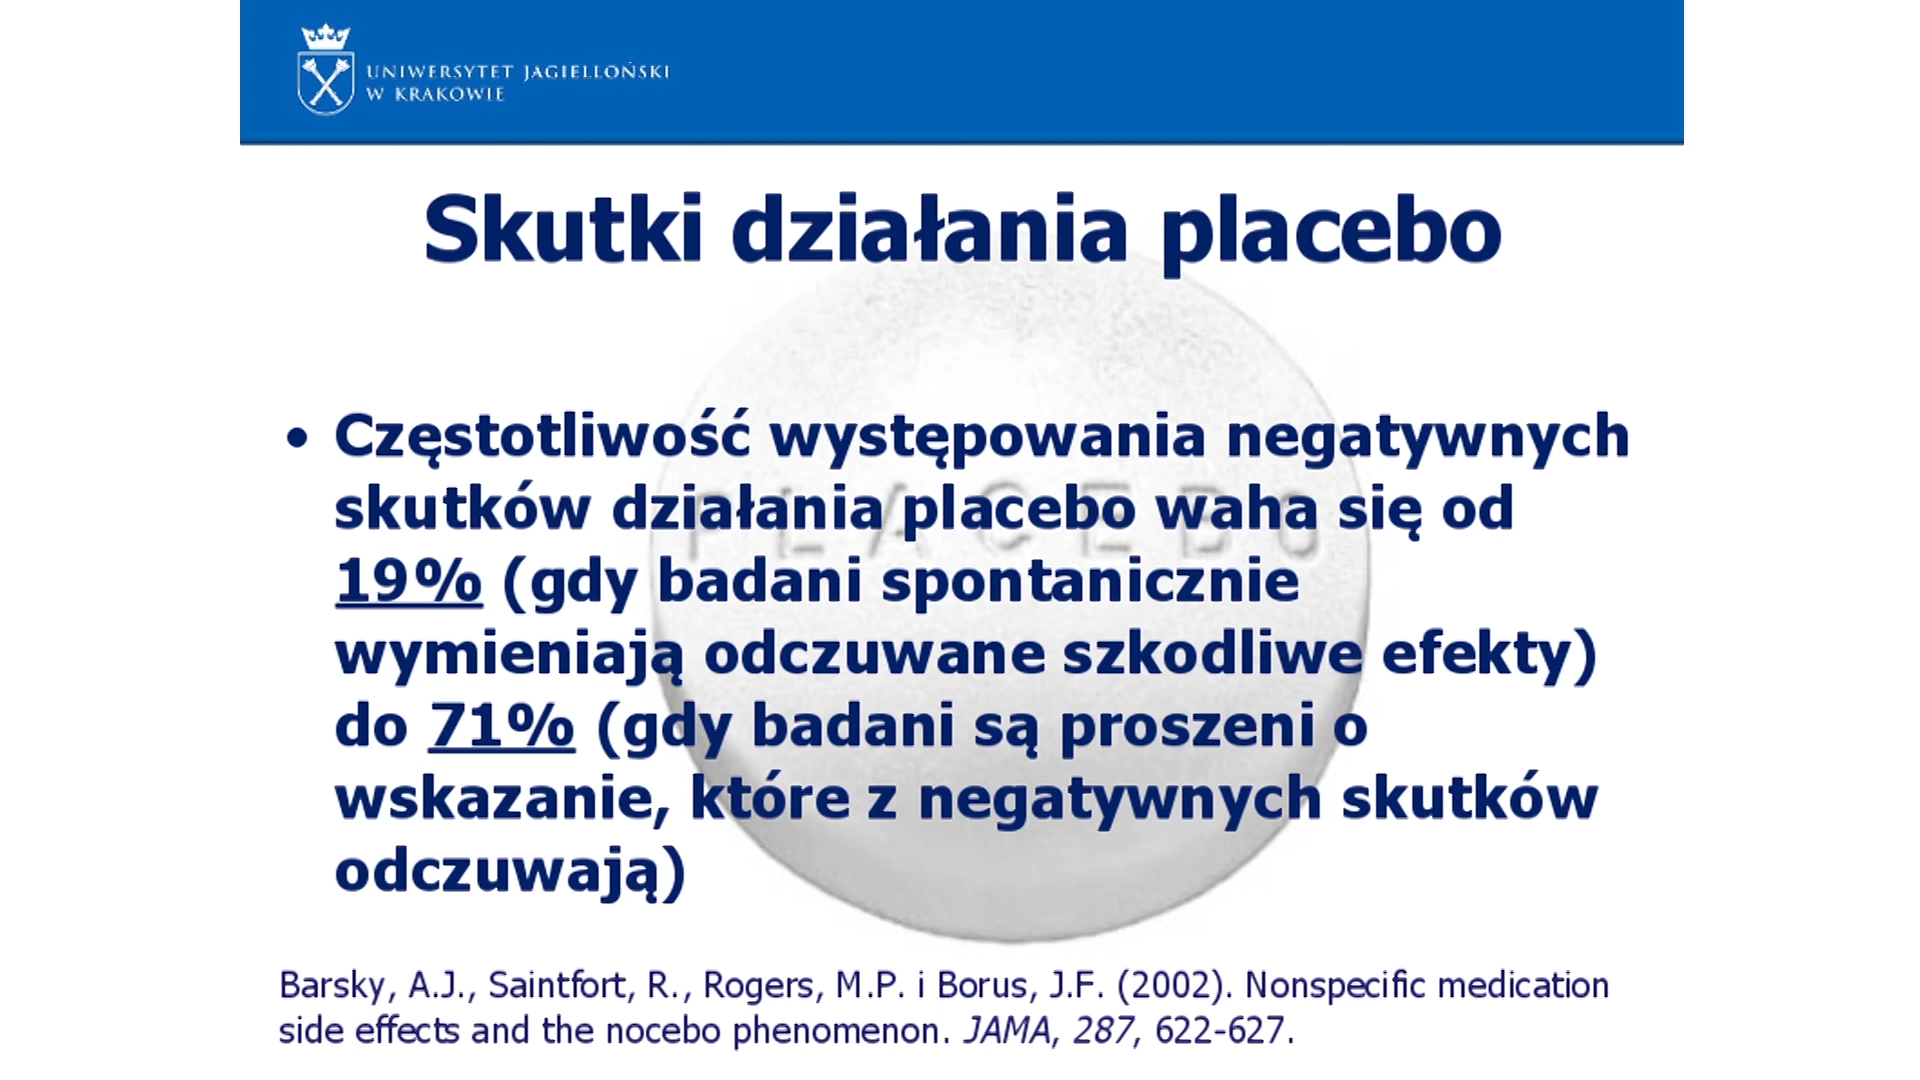 UNIWERSYTET JAGIELLOŃSKI
W KRAKOWIE
Skutki działania placebo
• Częstotliwość występowania negatywnych
skutków działania placebo waha się od
19% (gdy badani spontanicznie
wymieniają odczuwane szkodliwe efekty)
do 71% (gdy badani są proszeni o
wskazanie, które z negatywnych skutków
odczuwają)
PLACEBO
Barsky, A.J., Saintfort, R., Rogers, M.P. i Borus, J.F. (2002). Nonspecific medication
side effects and the nocebo phenomenon. JAMA, 287, 622-627.